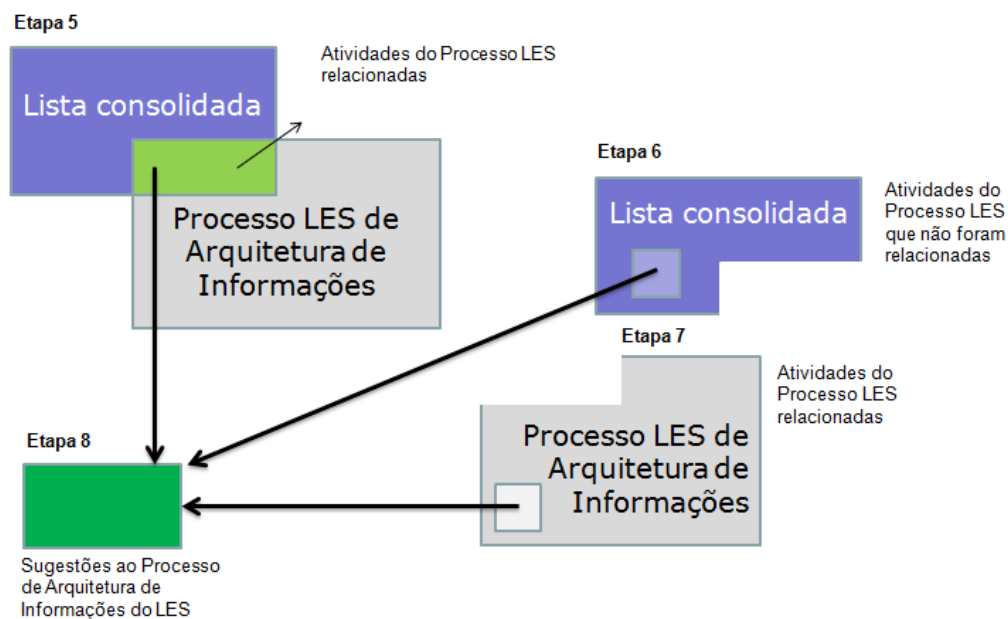 Etapa 5
Lista consolidada
Atividades do Processo LES
relacionadas
Processo LES de
Arquitetura de
Informações
Etapa 6
Lista consolidada
Atividades do
Processo LES
que não foram
relacionadas
Etapa 7
Processo LES de
Arquitetura de
Informações
Atividades do
Processo LES
relacionadas
Etapa 8
Sugestões ao Processo
de Arquitetura de
Informações do LES